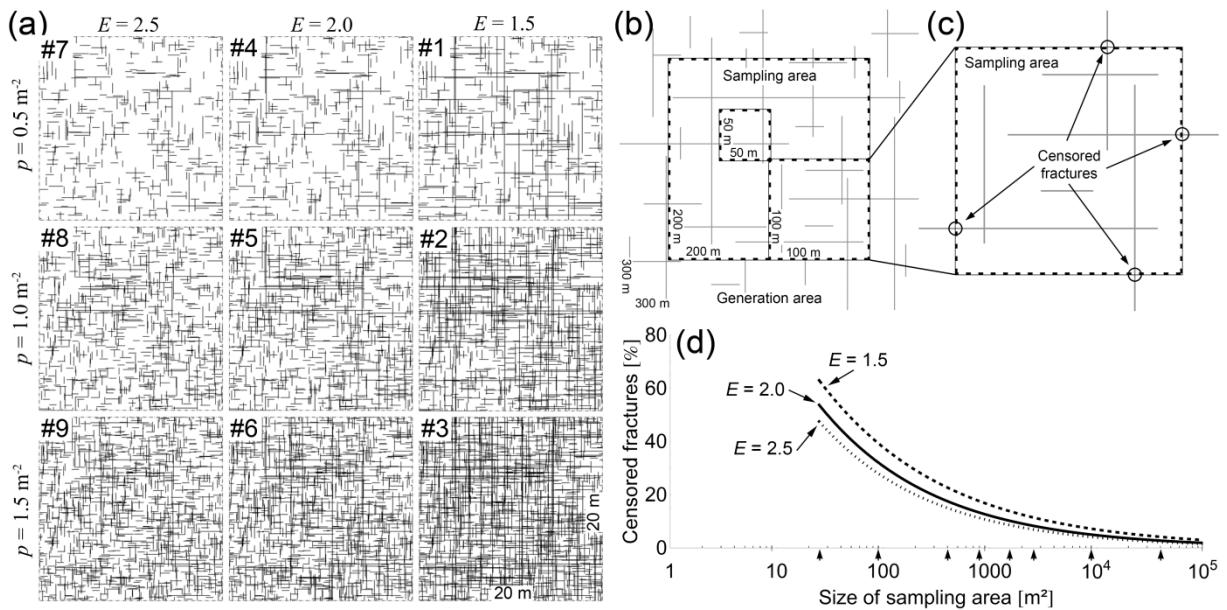 (a)
E = 2.5
E = 2.0
E = 1.5
p = 0.5 m⁻²
#7
#4
#1
p = 1.0 m⁻²
#8
#5
#2
p = 1.5 m⁻²
#9
#6
#3
20 m
20 m
(b)
Sampling area
50 m
50 m
200 m
200 m
100 m
100 m
300 m
300 m
Generation area
(c)
Sampling area
Censored
fractures
(d)
Censored fractures [%]
80
60
40
20
0
E = 1.5
E = 2.0
E = 2.5
1
10
100
1000
10⁴
10⁵
Size of sampling area [m²]